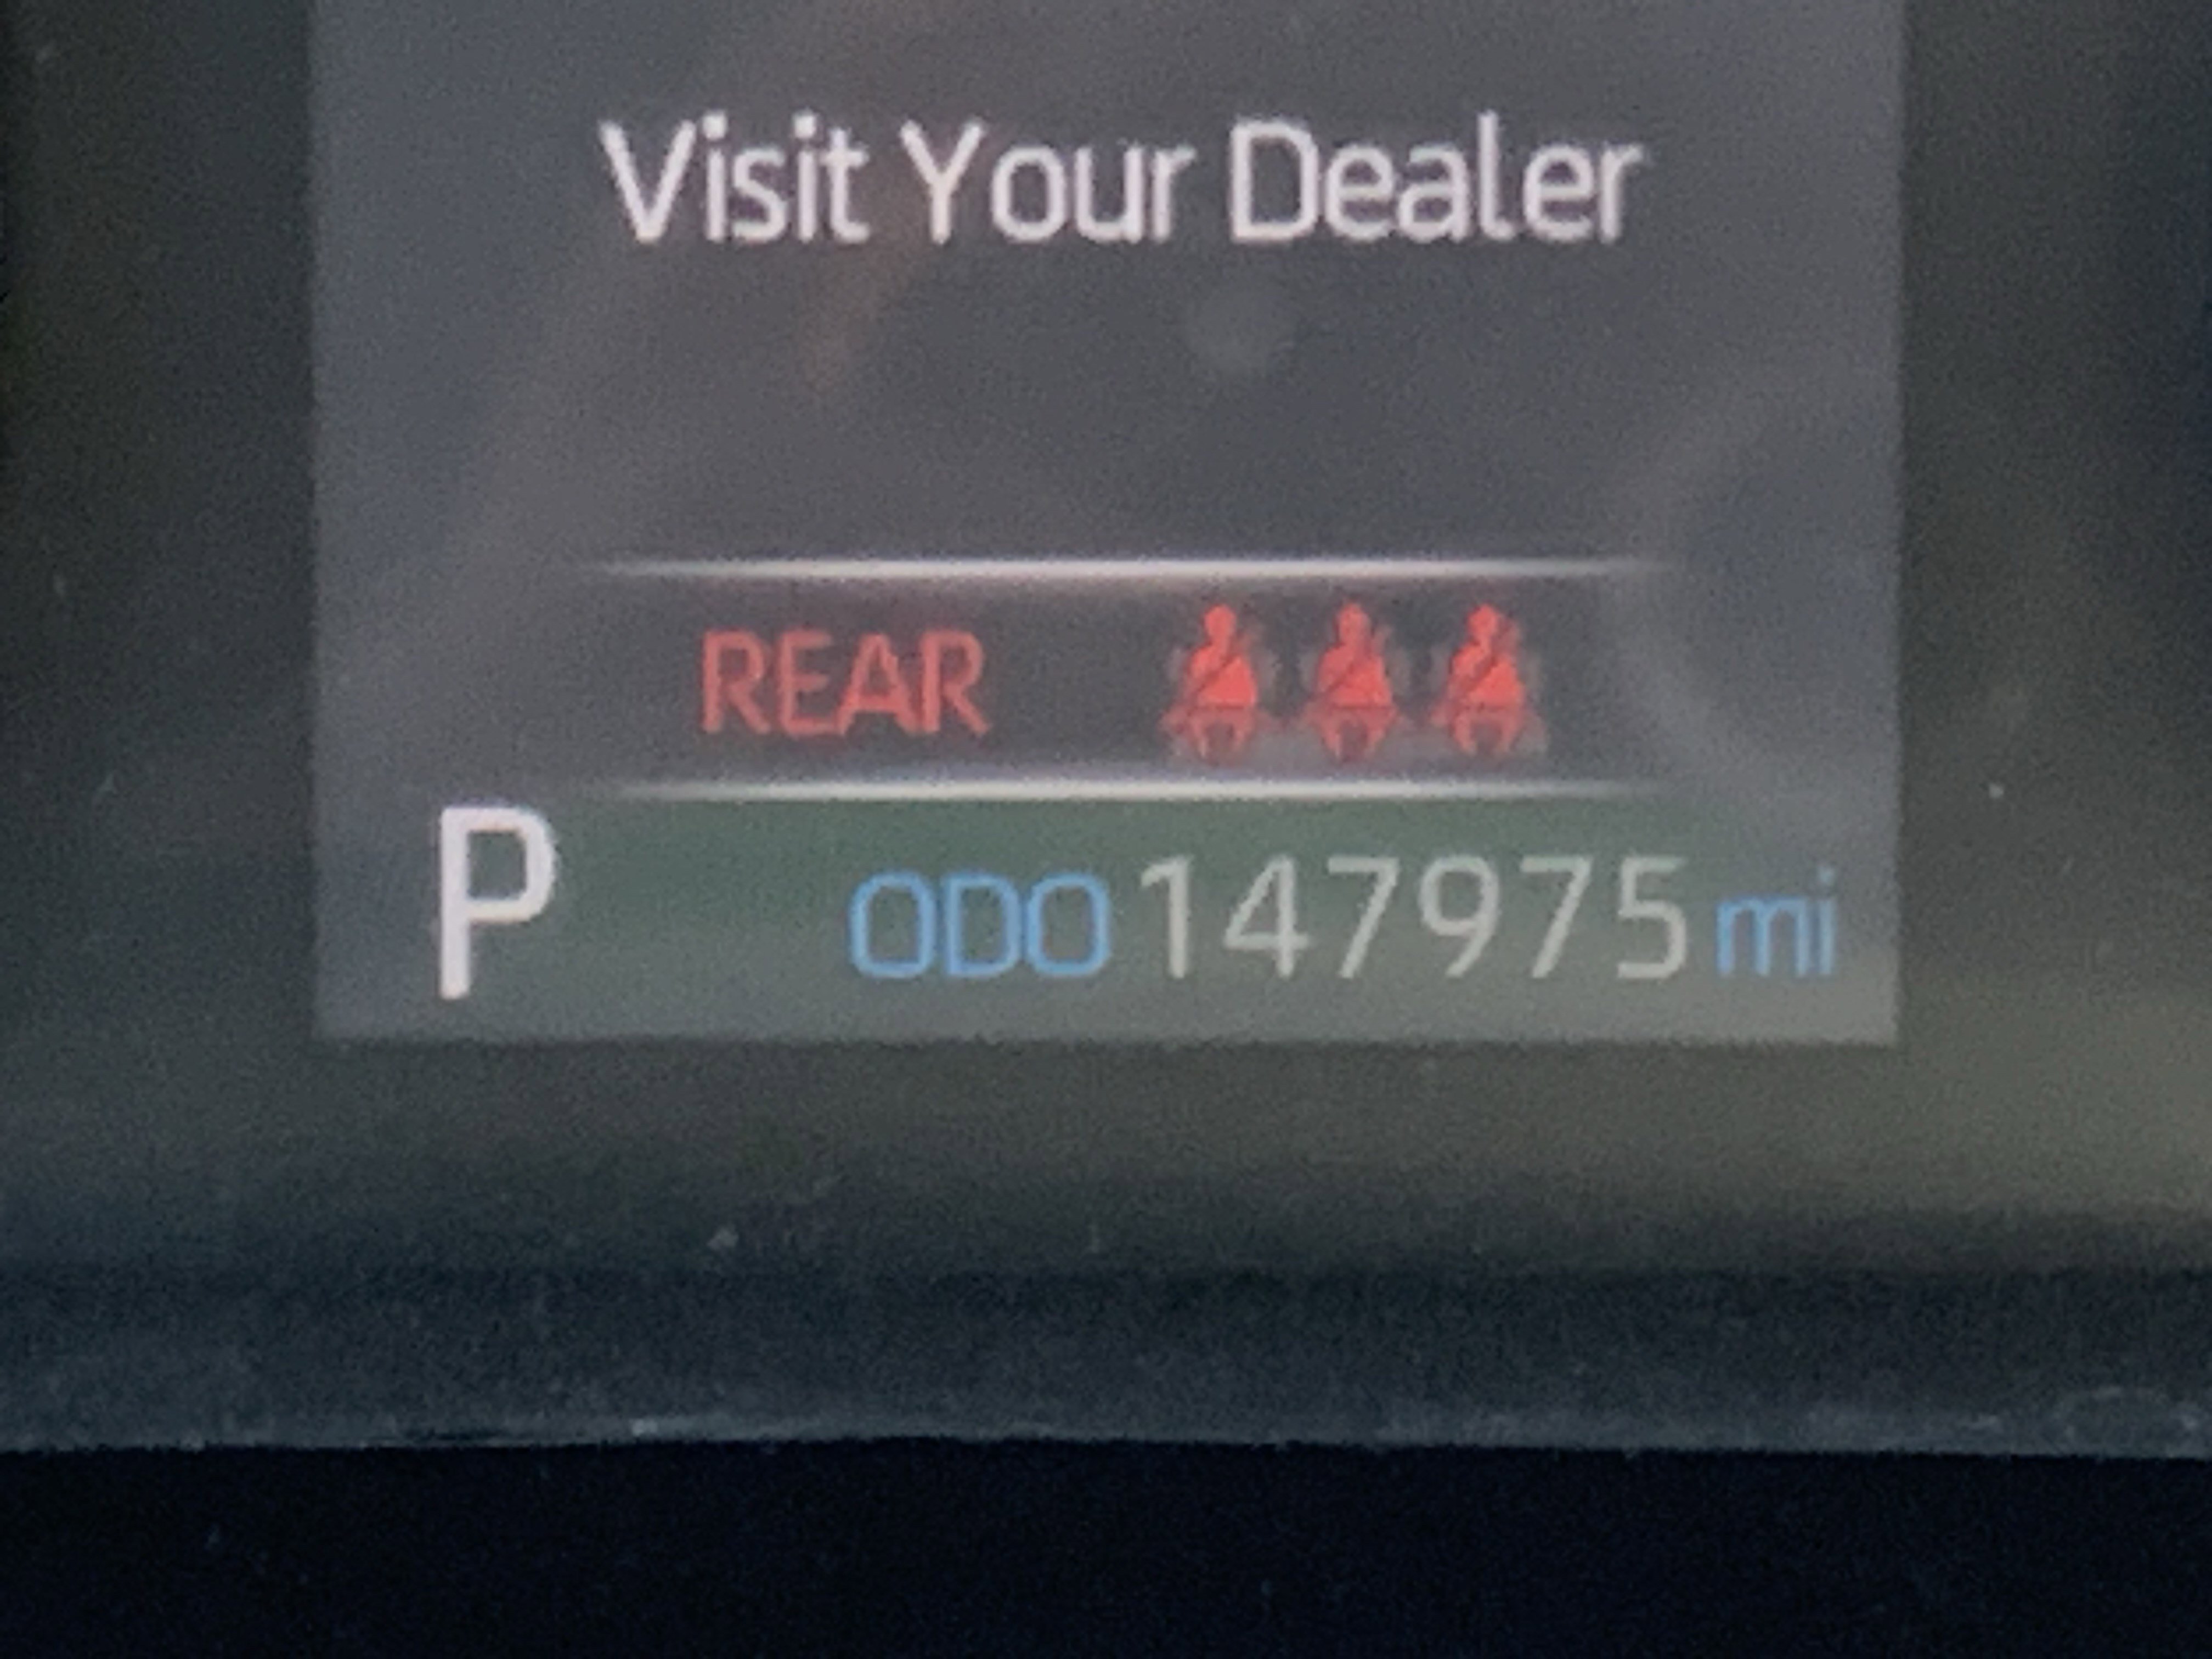 Visit Your Dealer
REAR
P ODO 147975 mi